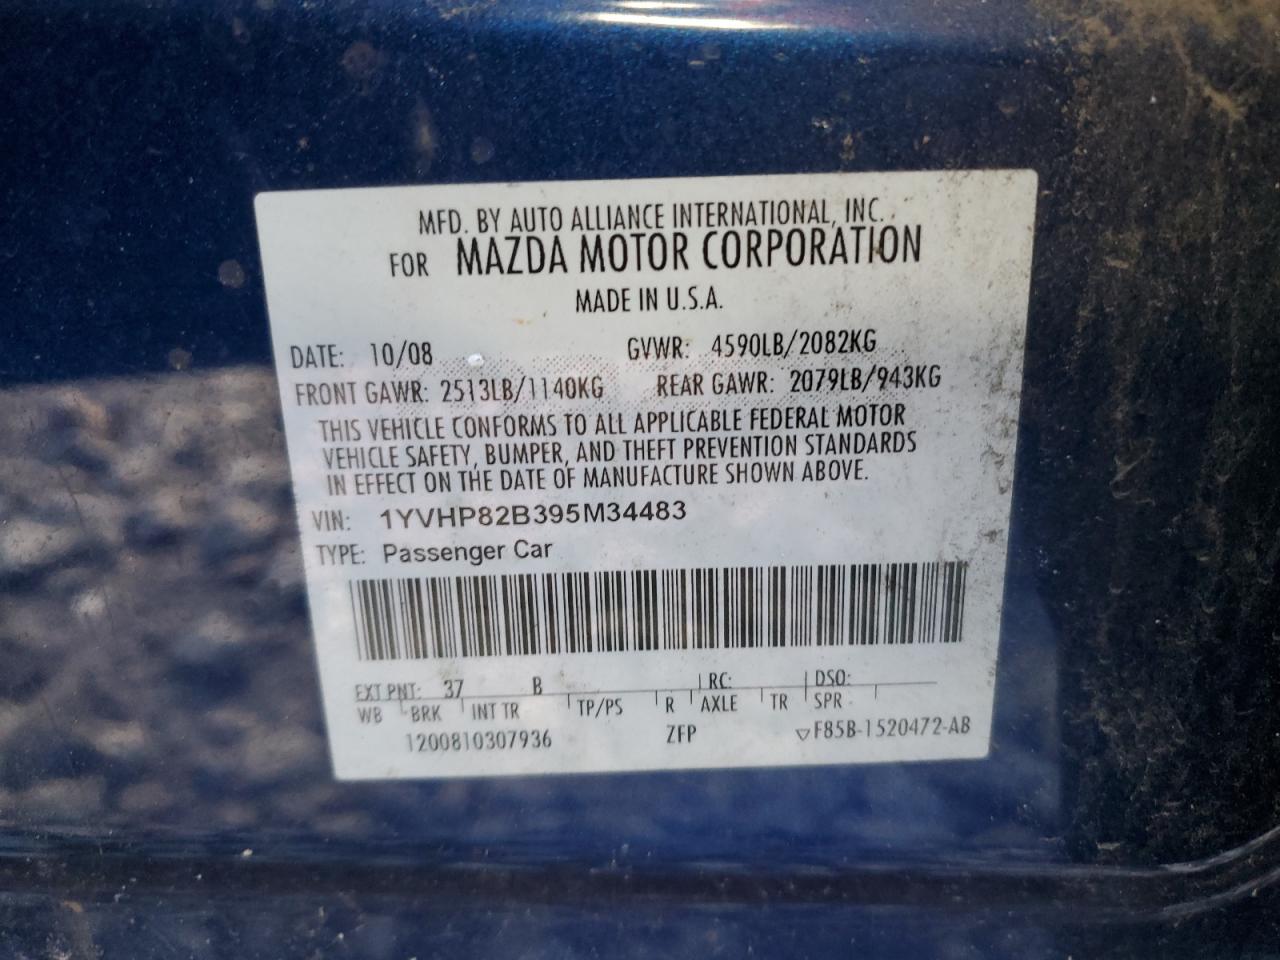 MFD. BY AUTO ALLIANCE INTERNATIONAL, INC.
FOR MAZDA MOTOR CORPORATION
MADE IN U.S.A.
DATE: 10/08 GVWR: 4590LB/2082KG
FRONT GAWR: 2513LB/1140KG REAR GAWR: 2079LB/943KG
THIS VEHICLE CONFORMS TO ALL APPLICABLE FEDERAL MOTOR
VEHICLE SAFETY, BUMPER, AND THEFT PREVENTION STANDARDS
IN EFFECT ON THE DATE OF MANUFACTURE SHOWN ABOVE.
VIN: 1YVHP82B395M34483
TYPE: Passenger Car
EXT PNT: 37 B RC: DSO:
WB BRK INT TR TP/PS R AXLE TR SPR
1200810307936 ZFP F85B-1520472-AB